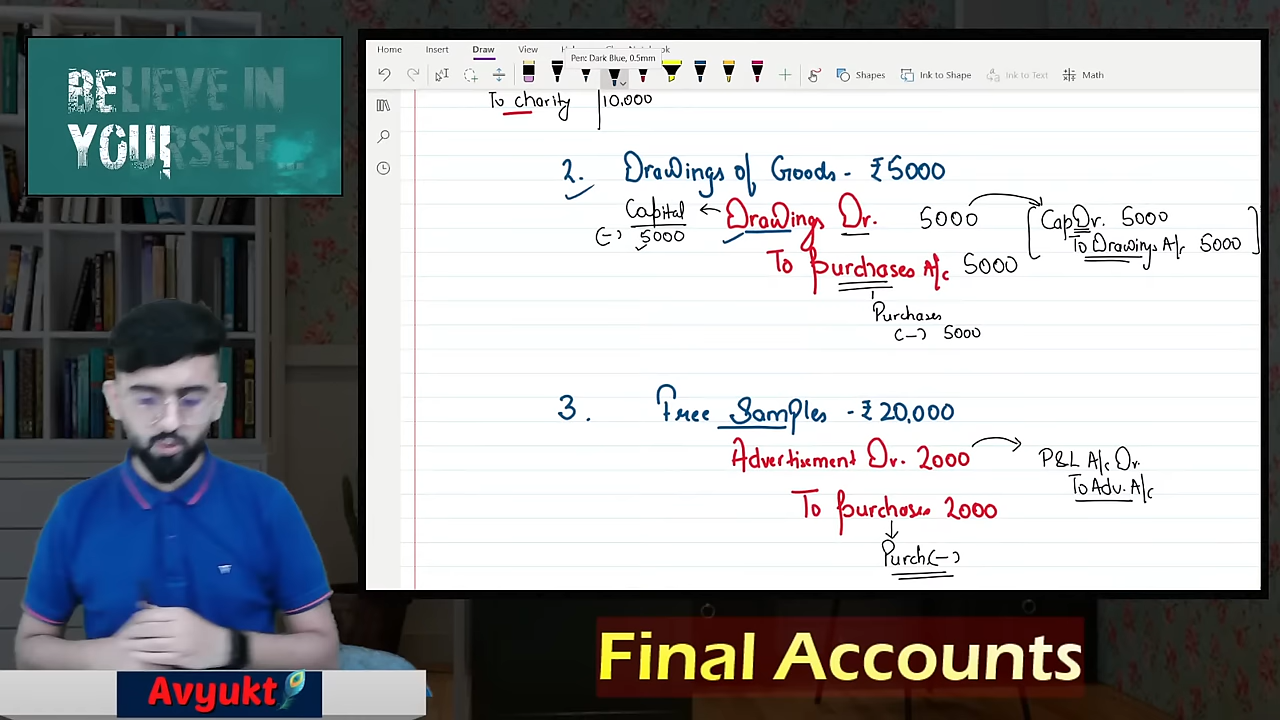 BELIEVE IN
YOURSELF...
Home Insert Draw View
Pen: Dark Blue, 0.5mm
Shapes Ink to Shape Ink to Text Math
To charity 10,000
2. Drawings of Goods - ₹5000
Capital ← Drawings Dr. 5000
(-) 5000
To purchases A/c 5000
Cap Dr. 5000
To Drawings A/c 5000
Purchases
(-) 5000
3. Free Samples - ₹20,000
Advertisement Dr. 2000
P&L A/c Dr.
To Adv. A/c
To purchases 2000
Purch(-)
Final Accounts
Avyukt